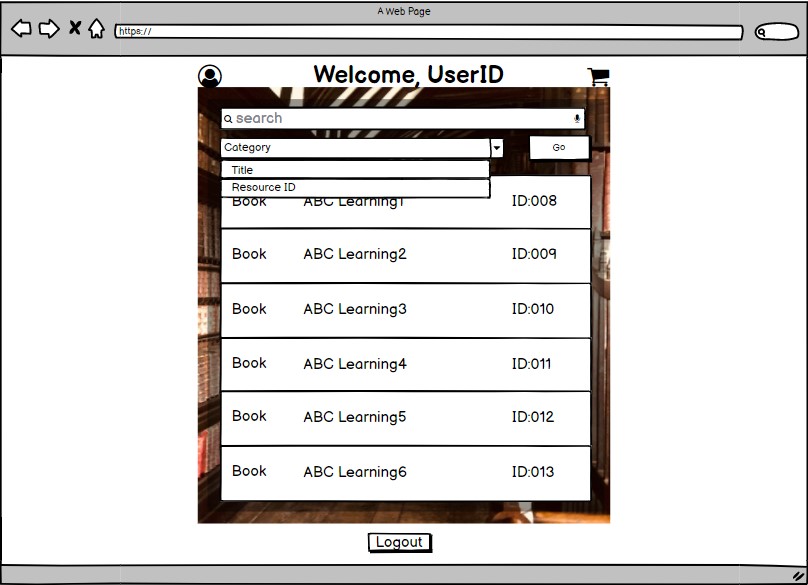 A Web Page
https://
Welcome, UserID
search
Category
Go
Title
Resource ID
Book ABC Learning1 ID:008
Book ABC Learning2 ID:009
Book ABC Learning3 ID:010
Book ABC Learning4 ID:011
Book ABC Learning5 ID:012
Book ABC Learning6 ID:013
Logout